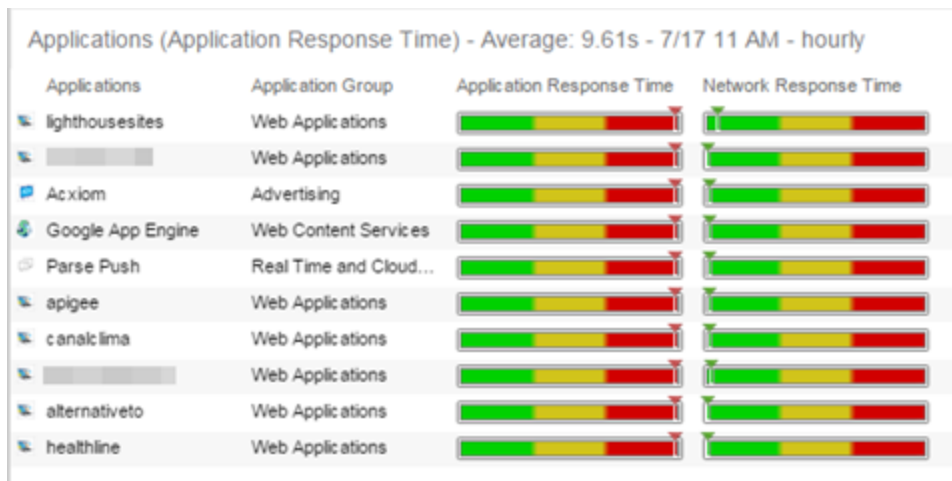 Applications (Application Response Time) - Average: 9.61s - 7/17 11 AM - hourly
Applications Application Group Application Response Time Network Response Time
lighthousesites Web Applications
Web Applications
Acxiom Advertising
Google App Engine Web Content Services
Parse Push Real Time and Cloud...
apigee Web Applications
canalclima Web Applications
Web Applications
alternativeto Web Applications
healthline Web Applications